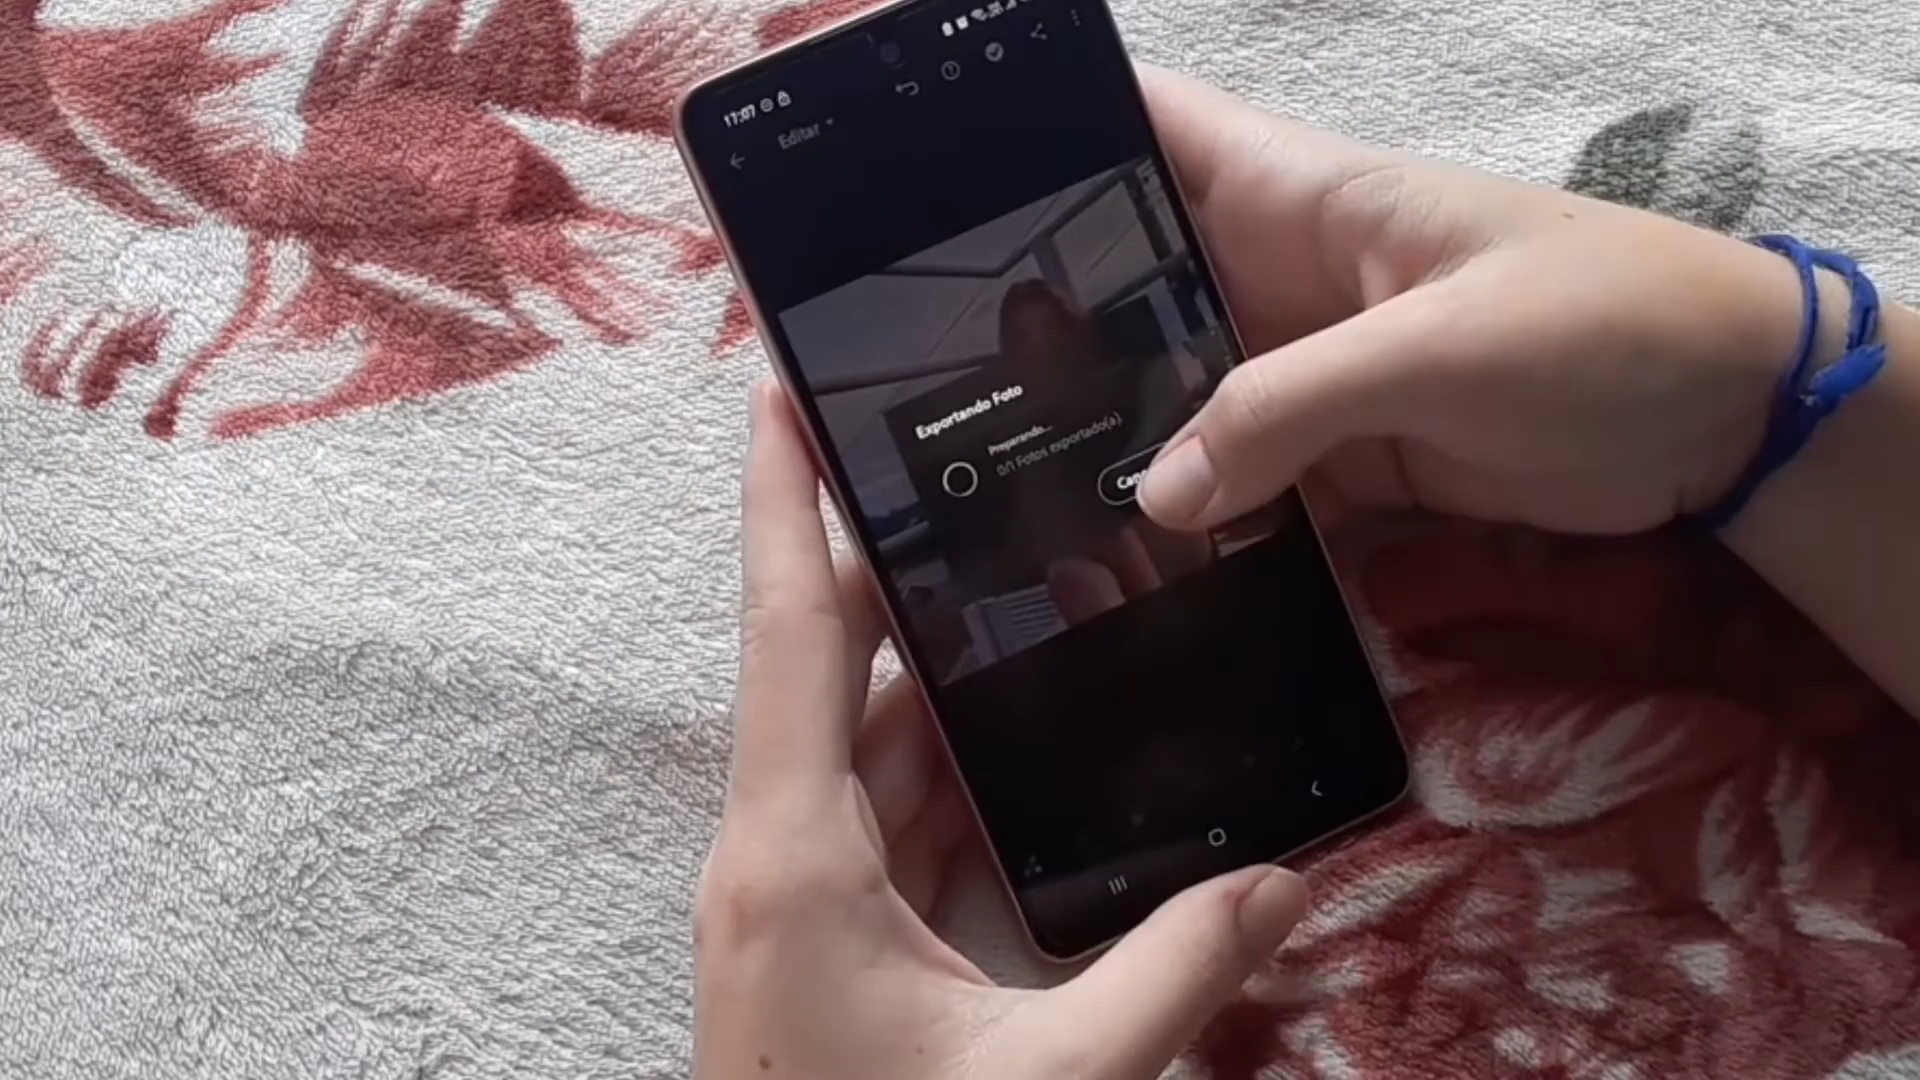 17:07
Editar
Exportando Foto
Preparando...
0/1 Fotos exportado(a).